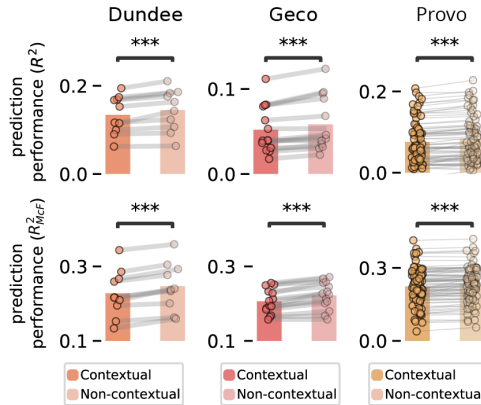 Dundee Geco Provo
*** *** ***
prediction
performance (R²)
0.2
0.0
0.1
0.0
0.2
0.0
*** *** ***
prediction
performance (R²McF)
0.3
0.1
0.3
0.1
0.3
0.0
Contextual
Non-contextual
Contextual
Non-contextual
Contextual
Non-contextual